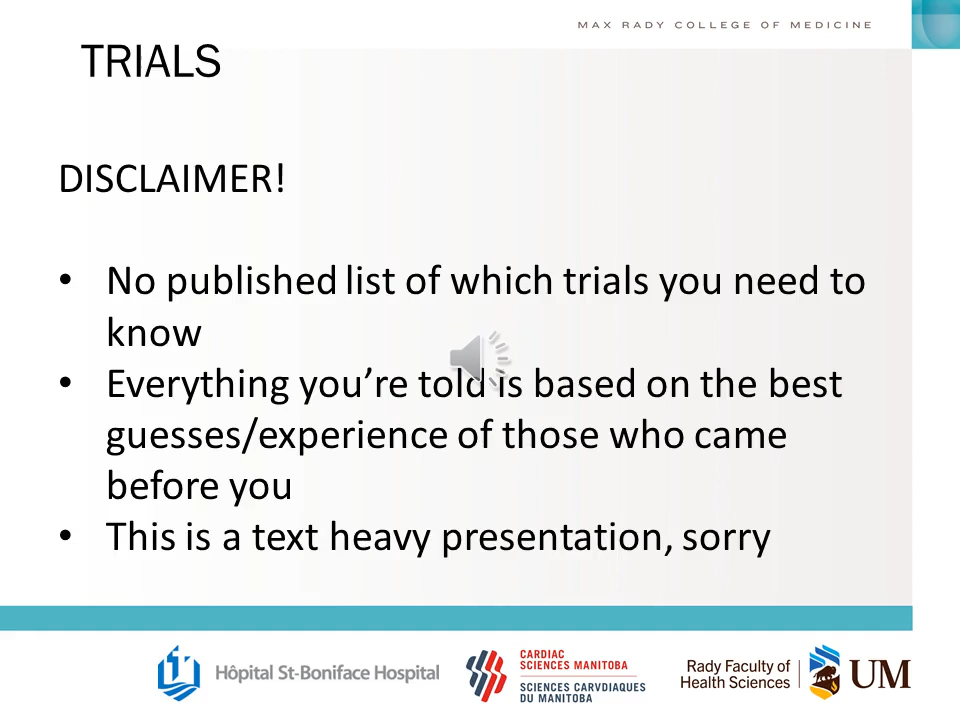 MAX RADY COLLEGE OF MEDICINE
TRIALS
DISCLAIMER!
• No published list of which trials you need to
know
• Everything you’re told is based on the best
guesses/experience of those who came
before you
• This is a text heavy presentation, sorry
Hôpital St-Boniface Hospital
CARDIAC
SCIENCES MANITOBA
SCIENCES CARVDIAQUES
DU MANITOBA
Rady Faculty of
Health Sciences
UM